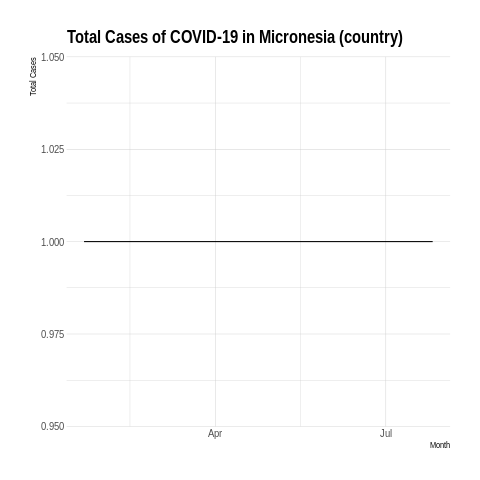 Total Cases of COVID-19 in Micronesia (country)
Total Cases
1.050
1.025
1.000
0.975
0.950
Apr
Jul
Month